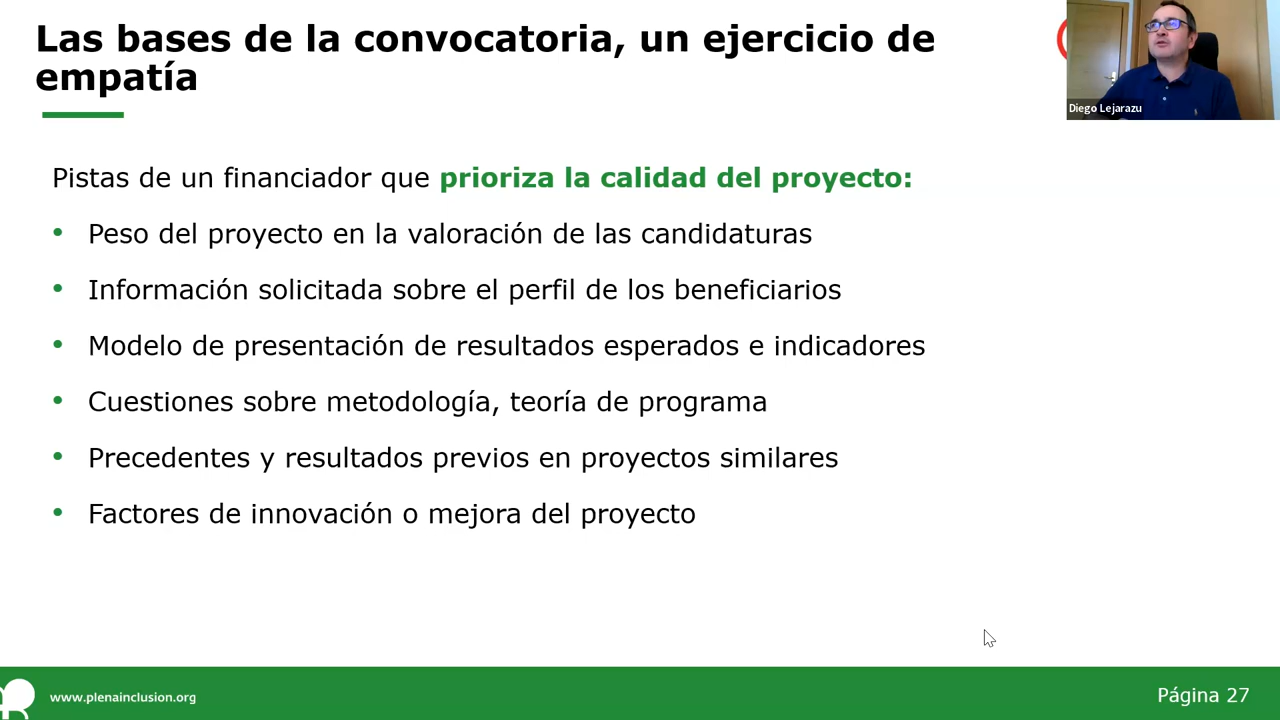 Las bases de la convocatoria, un ejercicio de
empatía
Diego Lejarazu
Pistas de un financiador que prioriza la calidad del proyecto:
• Peso del proyecto en la valoración de las candidaturas
• Información solicitada sobre el perfil de los beneficiarios
• Modelo de presentación de resultados esperados e indicadores
• Cuestiones sobre metodología, teoría de programa
• Precedentes y resultados previos en proyectos similares
• Factores de innovación o mejora del proyecto
www.plenainclusion.org
Página 27